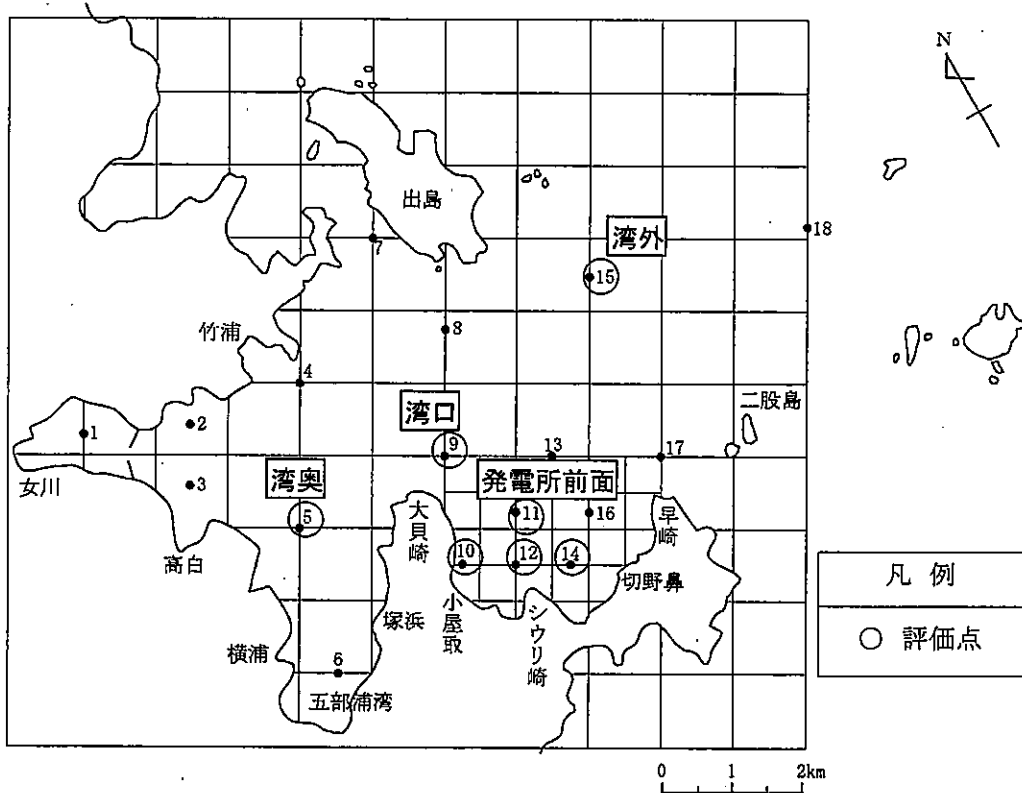 N
出島
湾外
18
15
7
8
竹浦
4
二股島
湾口
1
2
9
13
17
女川
3
湾奥
発電所前面
5
大貝崎
11
16
早崎
高白
10
12
14
切野鼻
凡例
○ 評価点
塚浜
小屋取
シウリ崎
横浦
6
五部浦湾
0 1 2km